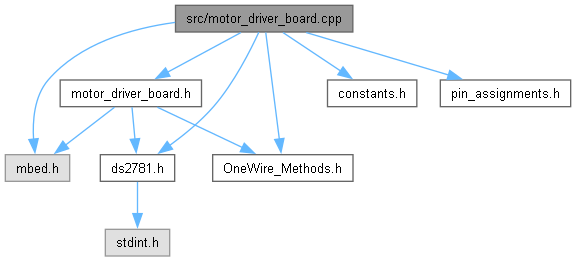 src/motor_driver_board.cpp
motor_driver_board.h
constants.h
pin_assignments.h
mbed.h
ds2781.h
OneWire_Methods.h
stdint.h